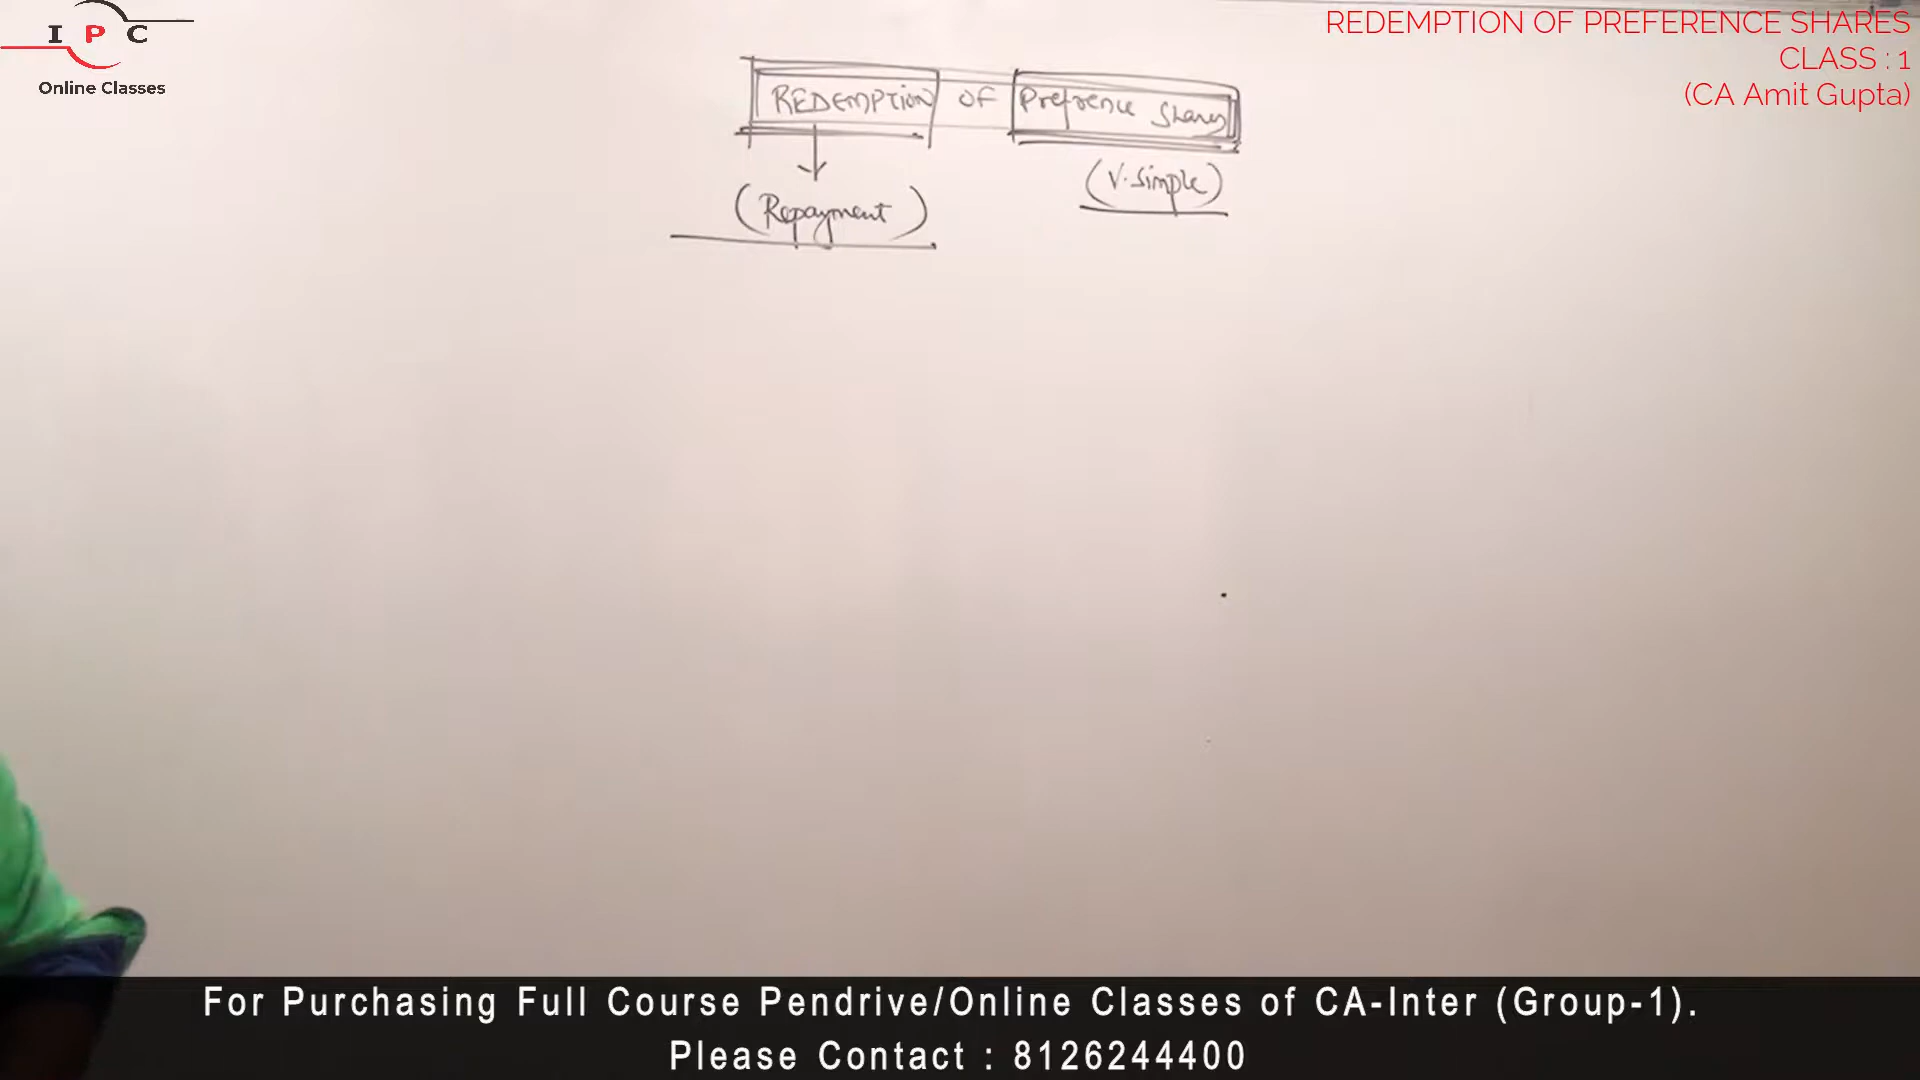 I P C
Online Classes
REDEMPTION OF PREFERENCE SHARES
CLASS : 1
(CA Amit Gupta)
REDEMPTION OF Prefrence Shares
(Repayment) (V. Simple)
For Purchasing Full Course Pendrive/Online Classes of CA-Inter (Group-1).
Please Contact : 8126244400